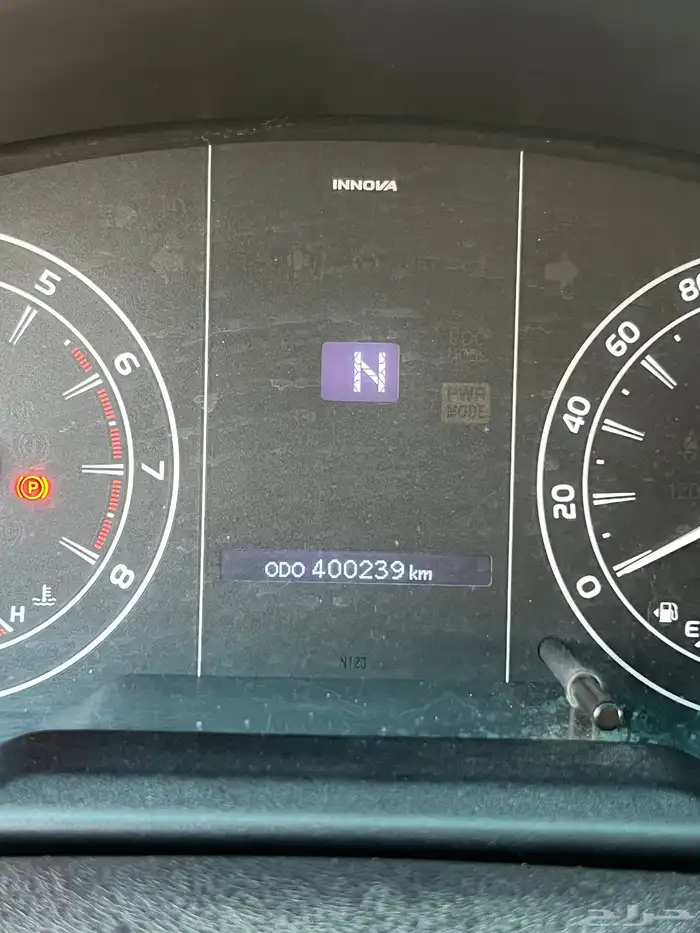 INNOVA
5
6
7
8
H
P
N
PWR
MODE
ODO 400239 km
N123
80
60
40
20
0
E
حراج